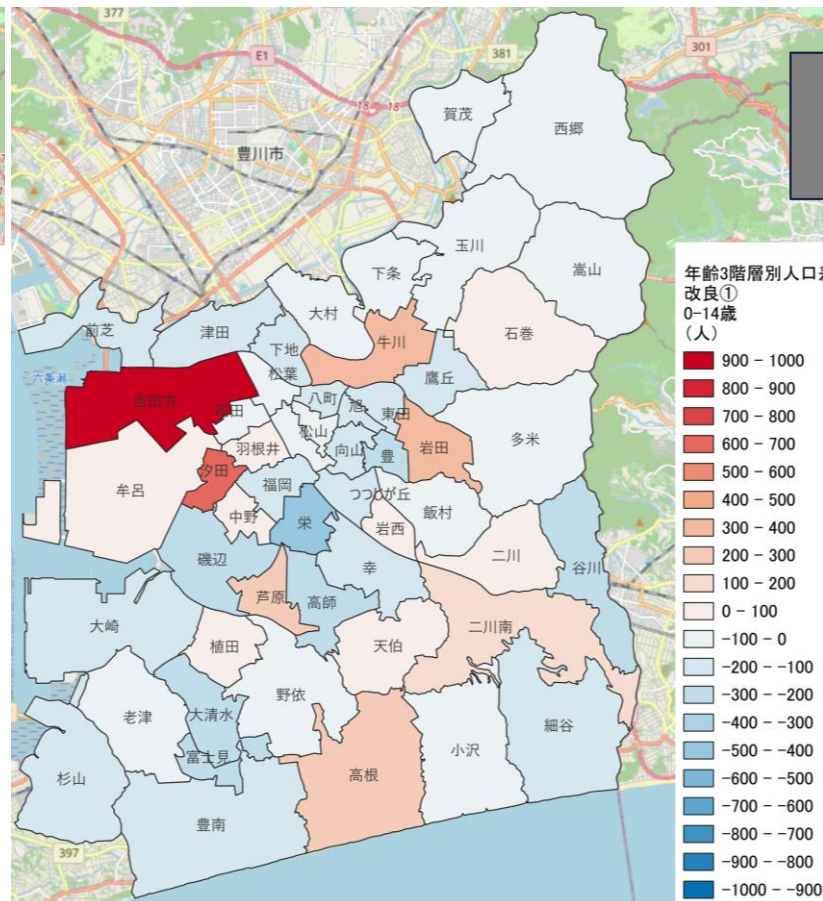 377
E1
381
301
18
18
豊川市
賀茂
西郷
玉川
下条
嵩山
大村
石巻
前芝
津田
下地
牛川
六条潟
松葉
鷹丘
吉田方
花田
八町
旭
東田
松山
岩田
多米
羽根井
向山
豊
夕田
牟呂
福岡
つつじが丘
中野
栄
岩西
飯村
磯辺
二川
谷川
幸
芦原
高師
大崎
二川南
植田
天伯
老津
大清水
野依
細谷
富士見
小沢
杉山
高根
豊南
397
年齢3階層別人口差
改良①
0-14歳
(人)
900 - 1000
800 - 900
700 - 800
600 - 700
500 - 600
400 - 500
300 - 400
200 - 300
100 - 200
0 - 100
-100 - 0
-200 - -100
-300 - -200
-400 - -300
-500 - -400
-600 - -500
-700 - -600
-800 - -700
-900 - -800
-1000 - -900